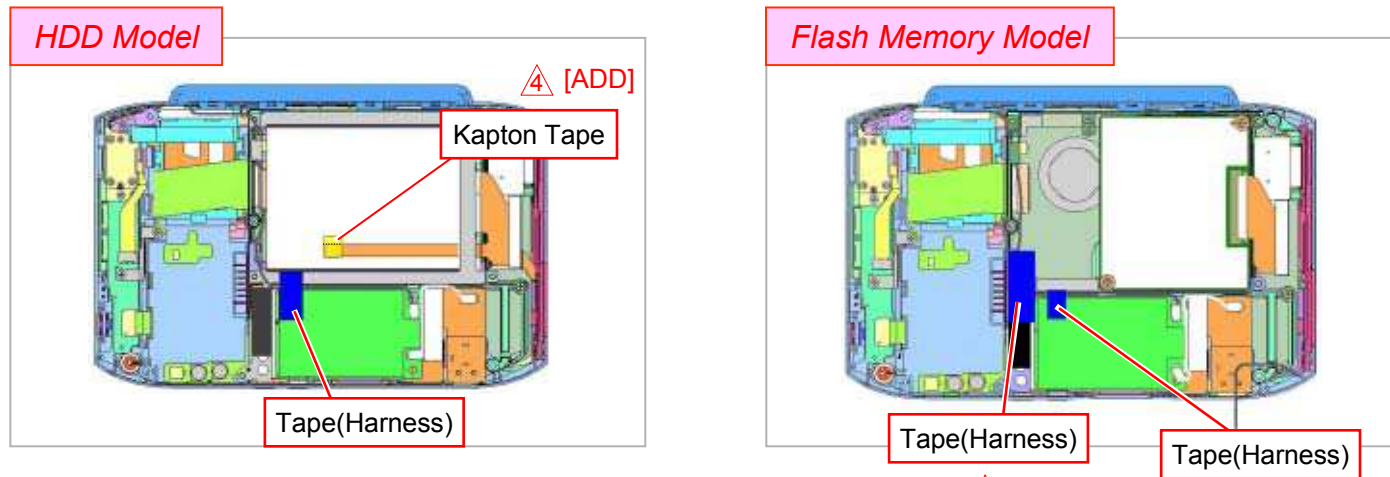 HDD Model
4 [ADD]
Kapton Tape
Tape(Harness)
Flash Memory Model
Tape(Harness)
Tape(Harness)